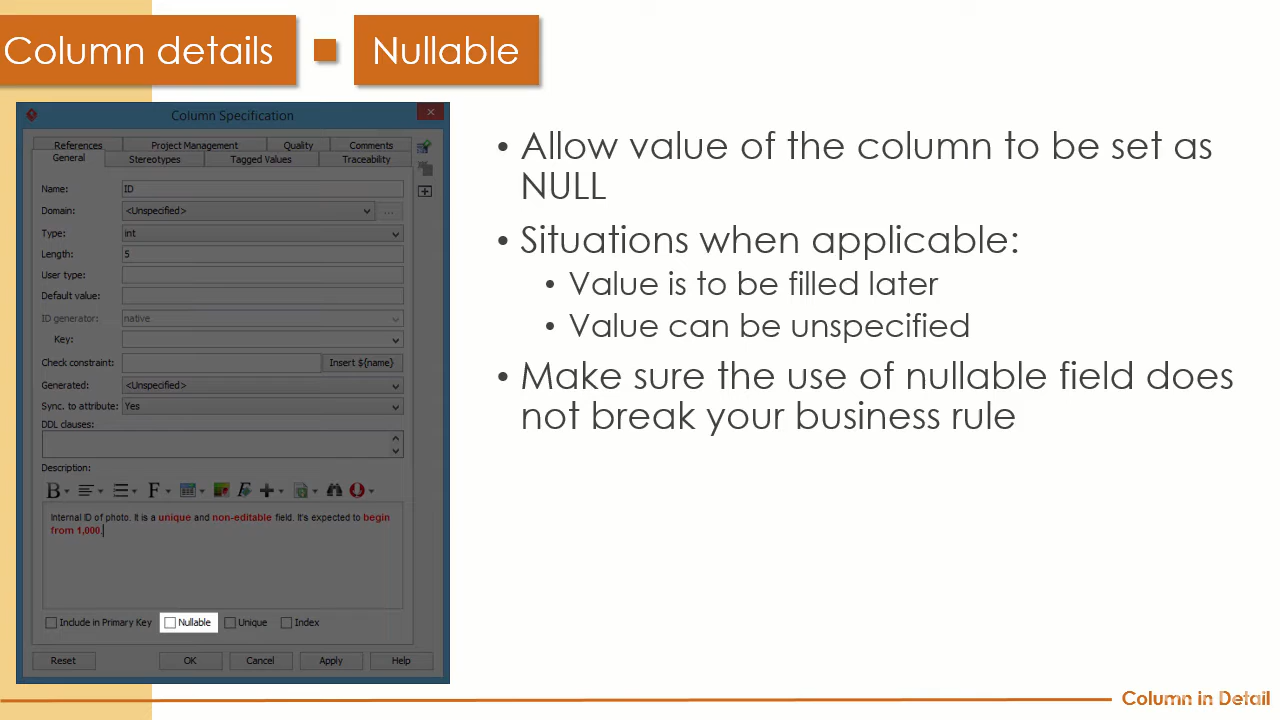 Column details
Nullable
Column Specification
References
Project Management
Quality
Comments
General
Stereotypes
Tagged Values
Traceability
Name:
ID
Domain:
<Unspecified>
...
Type:
int
Length:
5
User type:
Default value:
ID generator:
native
Key:
Check constraint:
Insert ${name}
Generated:
<Unspecified>
Sync. to attribute:
Yes
DDL clauses:
Description:
B
F
Internal ID of photo. It is a unique and non-editable field. It's expected to begin
from 1,000.
Include in Primary Key
Nullable
Unique
Index
Reset
OK
Cancel
Apply
Help
• Allow value of the column to be set as
NULL
• Situations when applicable:
• Value is to be filled later
• Value can be unspecified
• Make sure the use of nullable field does
not break your business rule
Column in Detail